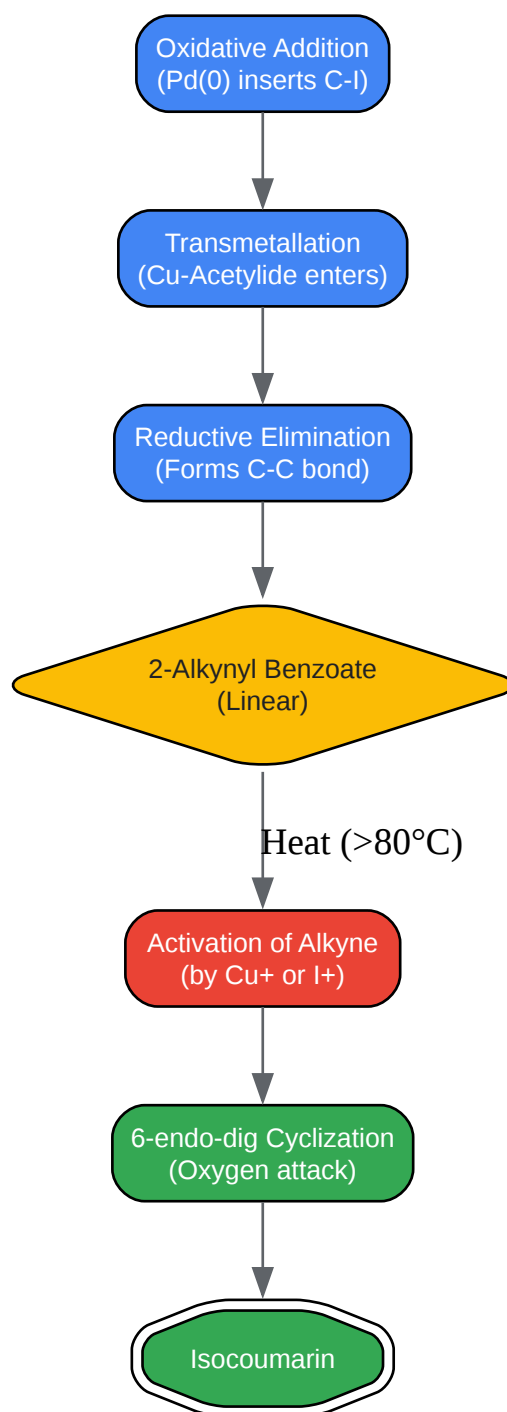 Oxidative Addition
(Pd(0) inserts C-I)
Transmetallation
(Cu-Acetylide enters)
Reductive Elimination
(Forms C-C bond)
2-Alkynyl Benzoate
(Linear)
Heat (>80°C)
Activation of Alkyne
(by Cu+ or I+)
6-endo-dig Cyclization
(Oxygen attack)
Isocoumarin